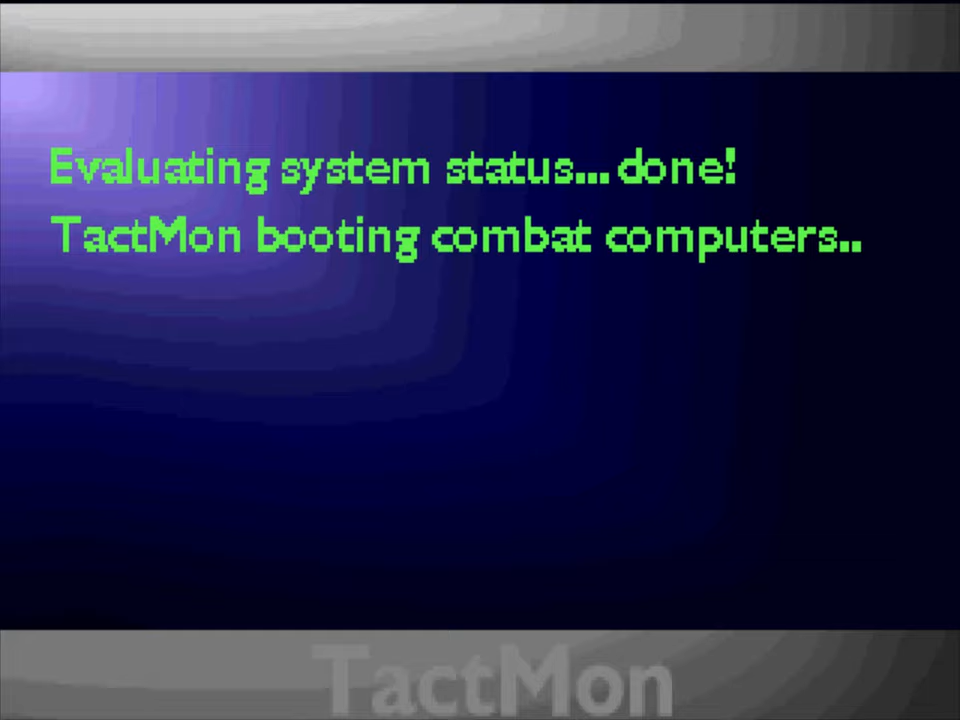 Evaluating system status... done!
TactMon booting combat computers..
TactMon